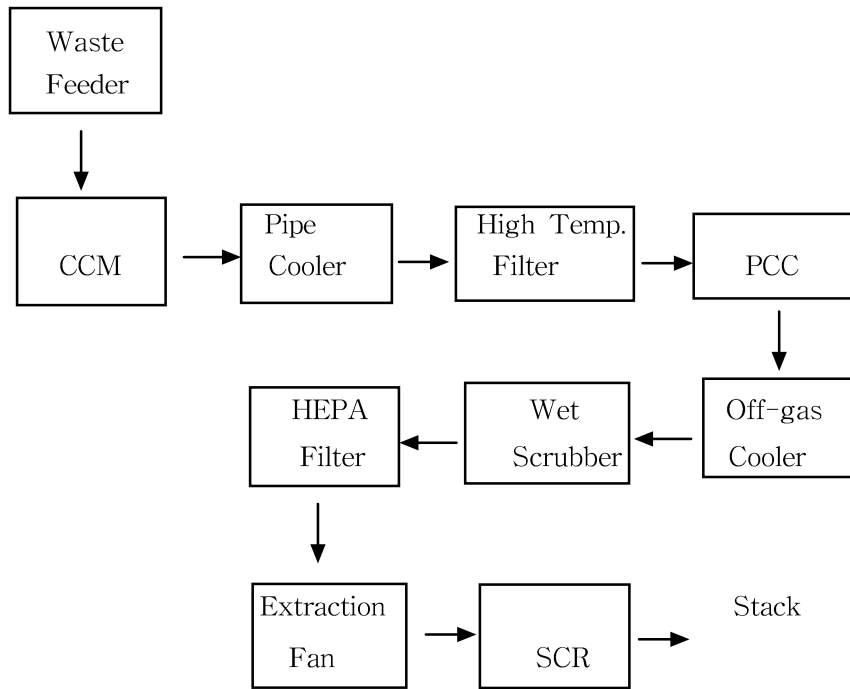 Waste
Feeder
CCM
Pipe
Cooler
High Temp.
Filter
PCC
HEPA
Filter
Wet
Scrubber
Off-gas
Cooler
Extraction
Fan
SCR
Stack